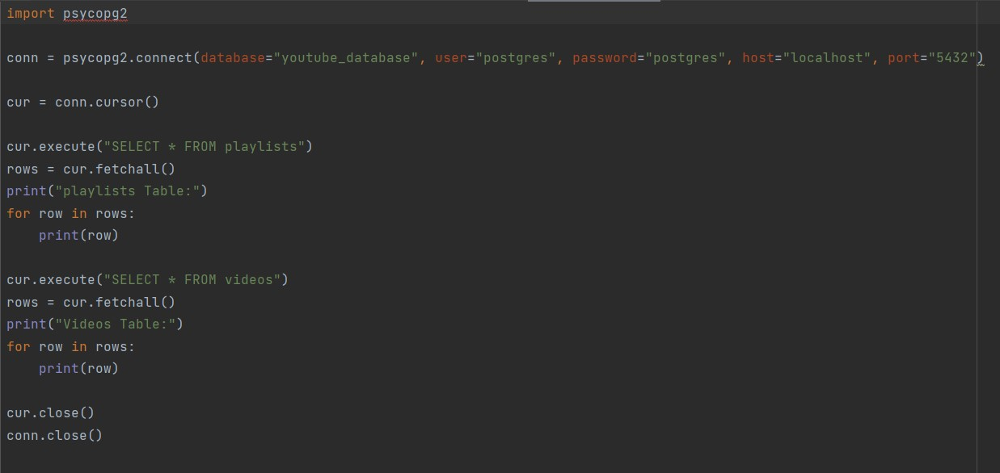 import psycopg2
conn = psycopg2.connect(database="youtube_database", user="postgres", password="postgres", host="localhost", port="5432")
cur = conn.cursor()
cur.execute("SELECT * FROM playlists")
rows = cur.fetchall()
print("playlists Table:")
for row in rows:
    print(row)
cur.execute("SELECT * FROM videos")
rows = cur.fetchall()
print("Videos Table:")
for row in rows:
    print(row)
cur.close()
conn.close()